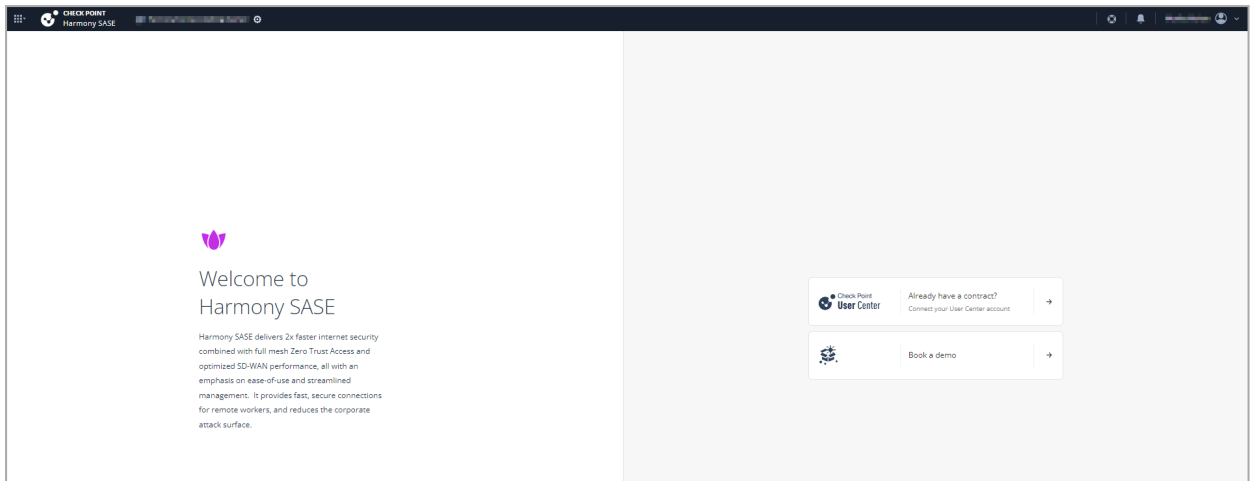 CHECK POINT
Harmony SASE
Welcome to
Harmony SASE
Harmony SASE delivers 2x faster internet security
combined with full mesh Zero Trust Access and
optimized SD-WAN performance, all with an
emphasis on ease-of-use and streamlined
management.  It provides fast, secure connections
for remote workers, and reduces the corporate
attack surface.
Check Point
User Center
Already have a contract?
Connect your User Center account
Book a demo